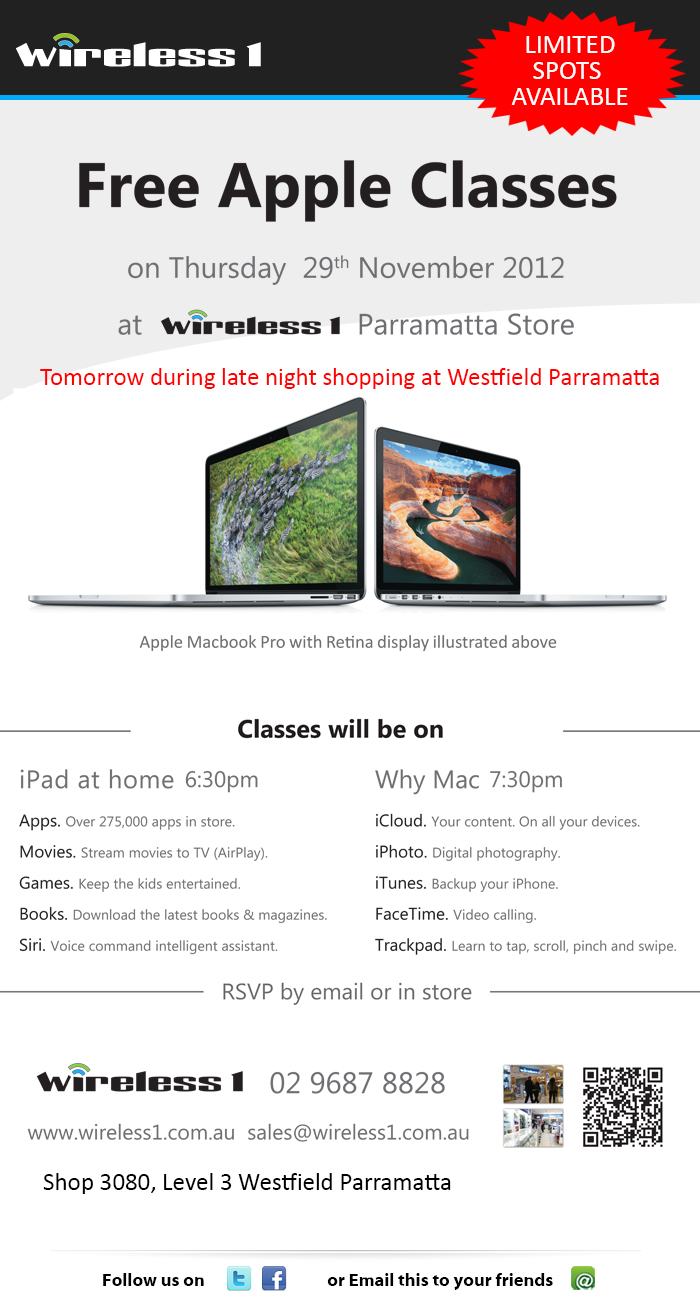 wireless 1
LIMITED
SPOTS
AVAILABLE
Free Apple Classes
on Thursday 29th November 2012
at wireless 1 Parramatta Store
Tomorrow during late night shopping at Westfield Parramatta
Apple Macbook Pro with Retina display illustrated above
Classes will be on
iPad at home 6:30pm
Apps. Over 275,000 apps in store.
Movies. Stream movies to TV (AirPlay).
Games. Keep the kids entertained.
Books. Download the latest books & magazines.
Siri. Voice command intelligent assistant.
Why Mac 7:30pm
iCloud. Your content. On all your devices.
iPhoto. Digital photography.
iTunes. Backup your iPhone.
FaceTime. Video calling.
Trackpad. Learn to tap, scroll, pinch and swipe.
RSVP by email or in store
wireless 1 02 9687 8828
www.wireless1.com.au sales@wireless1.com.au
Shop 3080, Level 3 Westfield Parramatta
Follow us on t f or Email this to your friends @